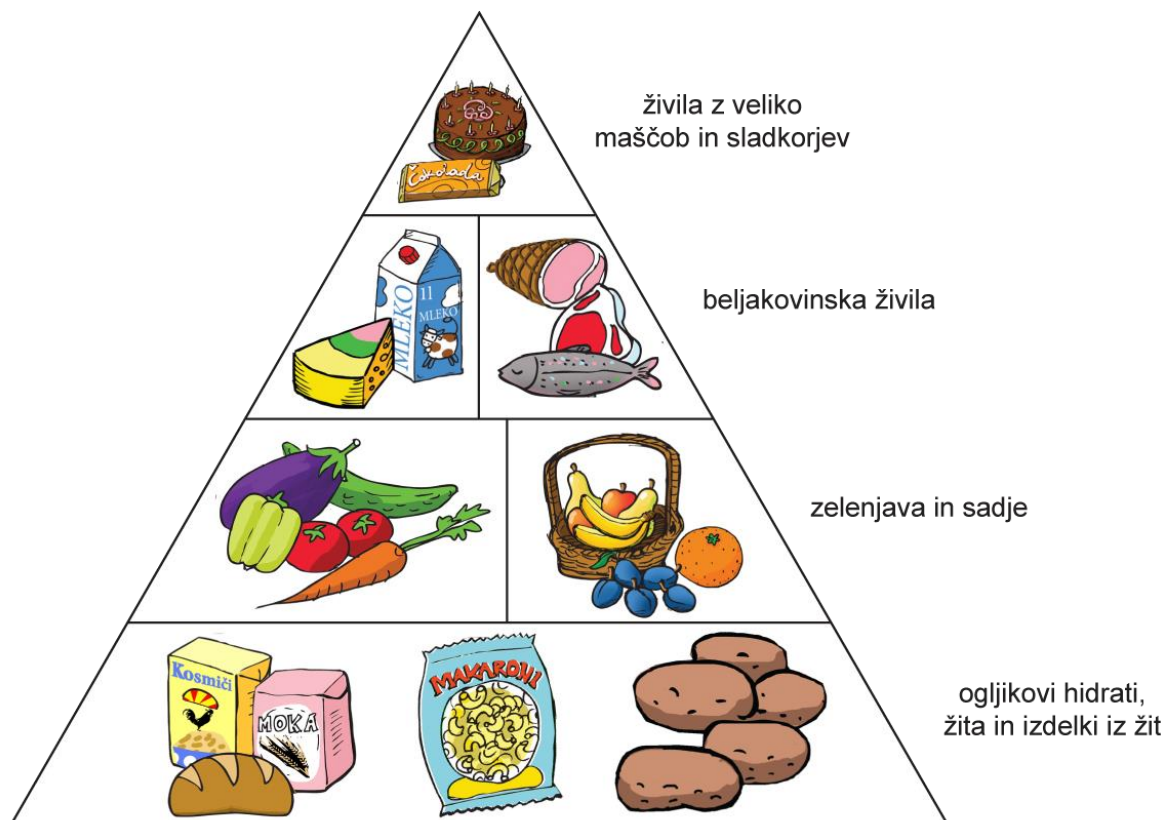 živila z veliko
maščob in sladkorjev
Čokolada
MLEKO
1l
MLEKO
beljakovinska živila
zelenjava in sadje
Kosmiči
MOKA
MAKARONI
ogljikovi hidrati,
žita in izdelki iz žit